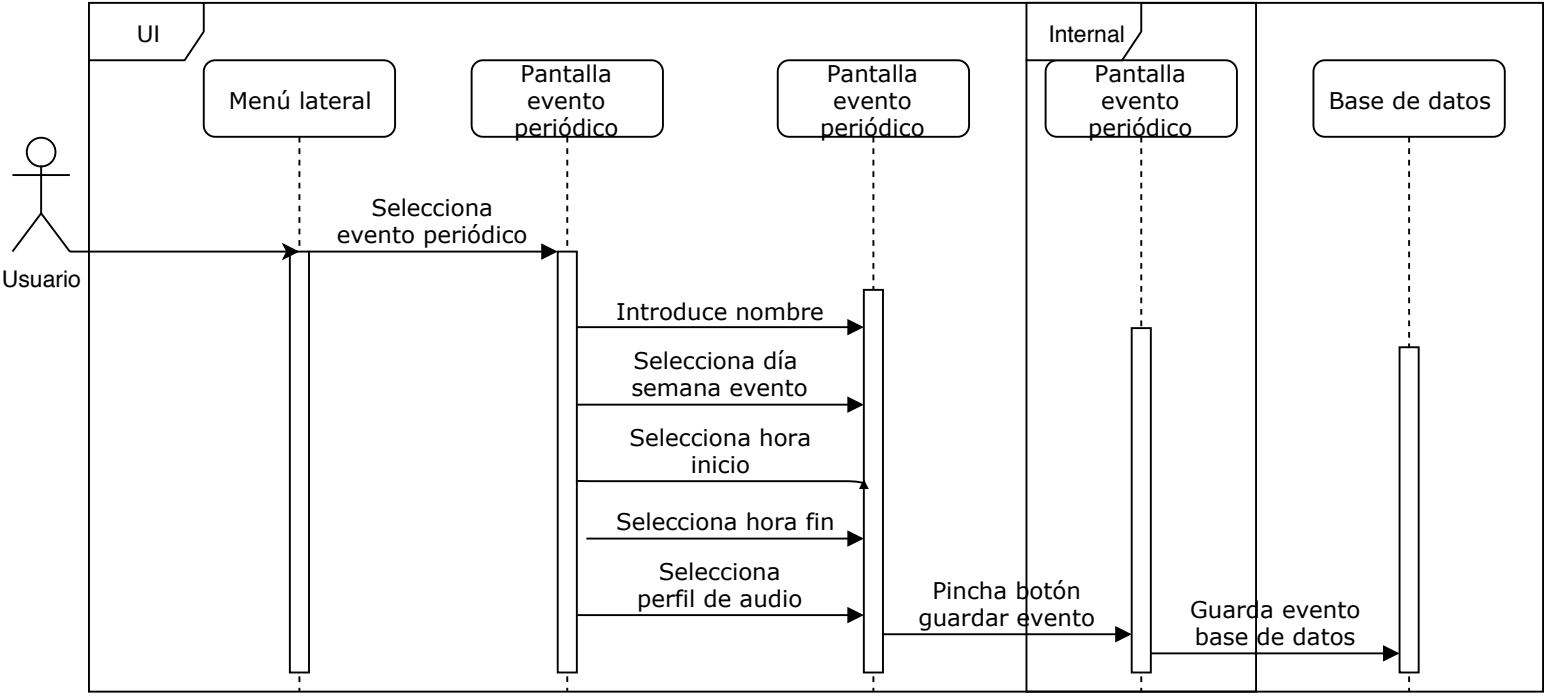 UI
Internal
Menú lateral
Pantalla
evento
periódico
Pantalla
evento
periódico
Pantalla
evento
periódico
Base de datos
Usuario
Selecciona
evento periódico
Introduce nombre
Selecciona día
semana evento
Selecciona hora
inicio
Selecciona hora fin
Selecciona
perfil de audio
Pincha botón
guardar evento
Guarda evento
base de datos